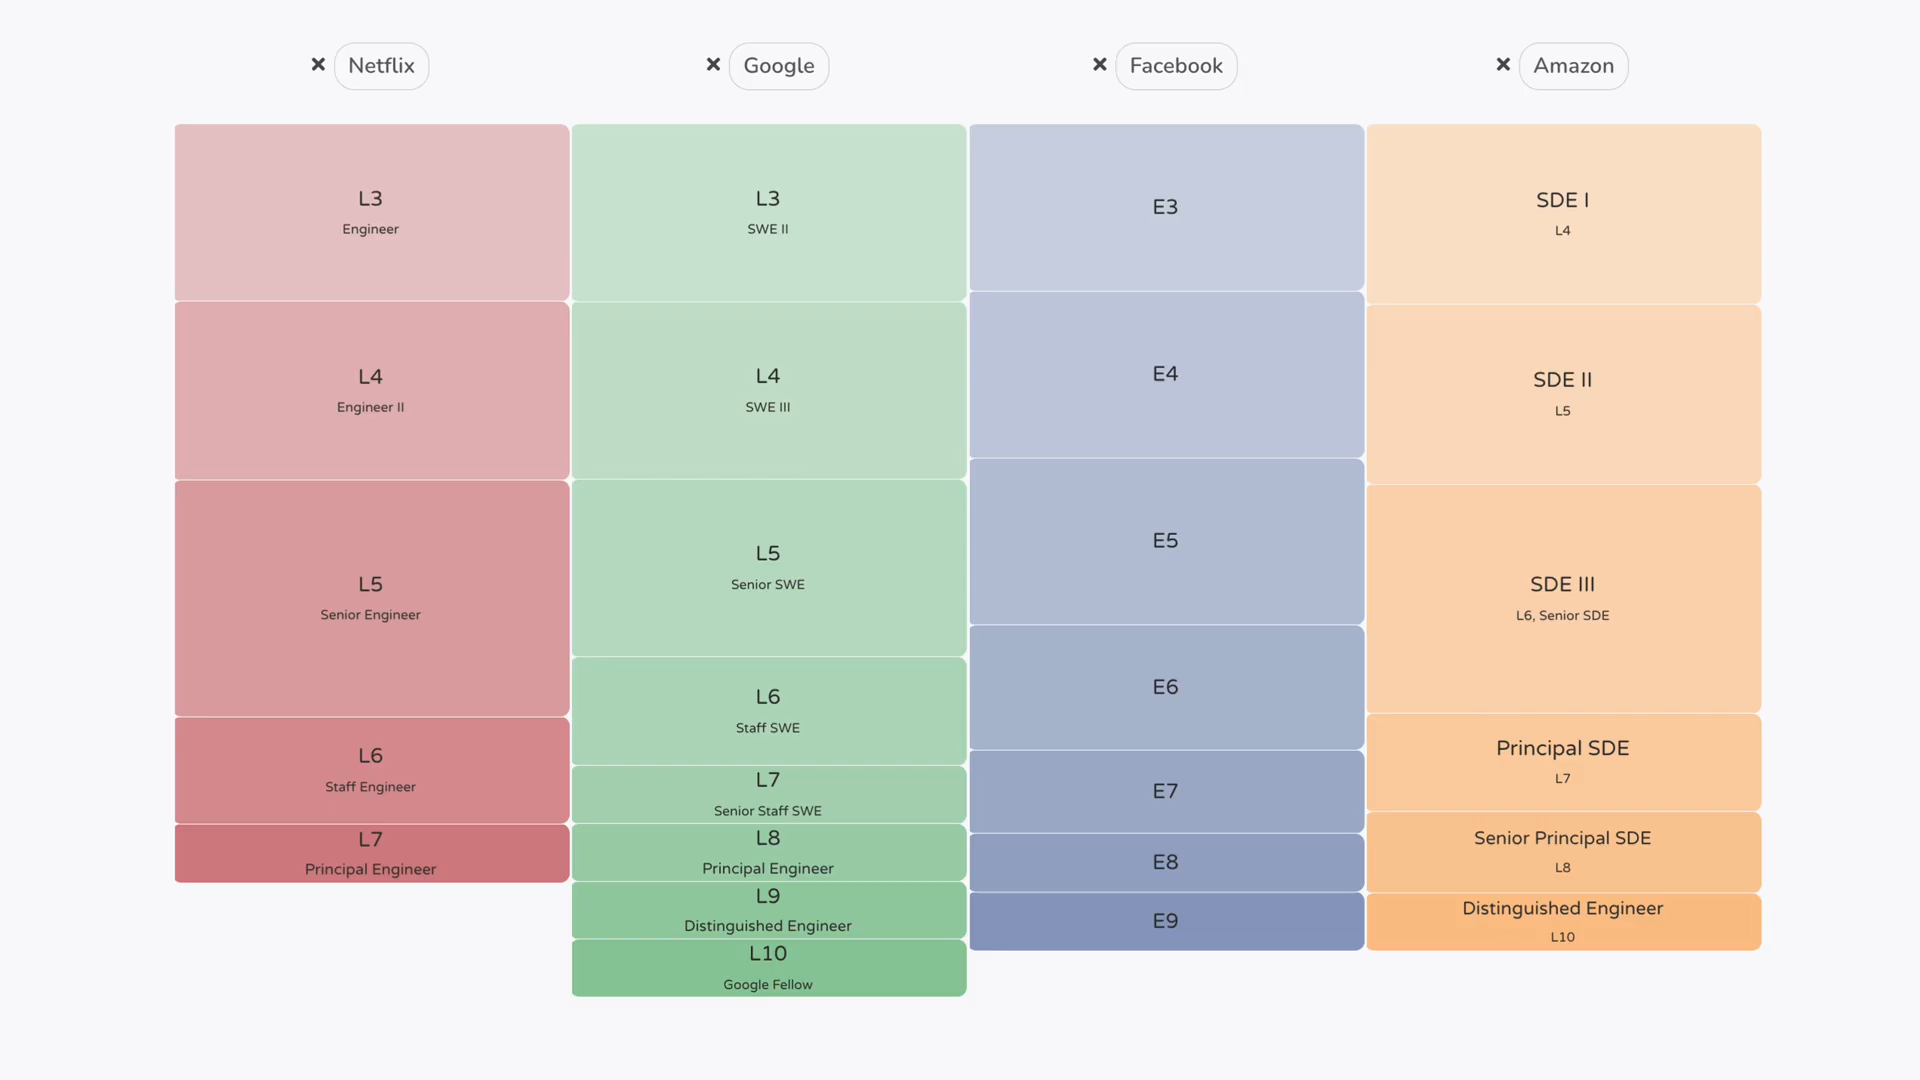 × Netflix
× Google
× Facebook
× Amazon
L3
Engineer
L4
Engineer II
L5
Senior Engineer
L6
Staff Engineer
L7
Principal Engineer
L3
SWE II
L4
SWE III
L5
Senior SWE
L6
Staff SWE
L7
Senior Staff SWE
L8
Principal Engineer
L9
Distinguished Engineer
L10
Google Fellow
E3
E4
E5
E6
E7
E8
E9
SDE I
L4
SDE II
L5
SDE III
L6, Senior SDE
Principal SDE
L7
Senior Principal SDE
L8
Distinguished Engineer
L10